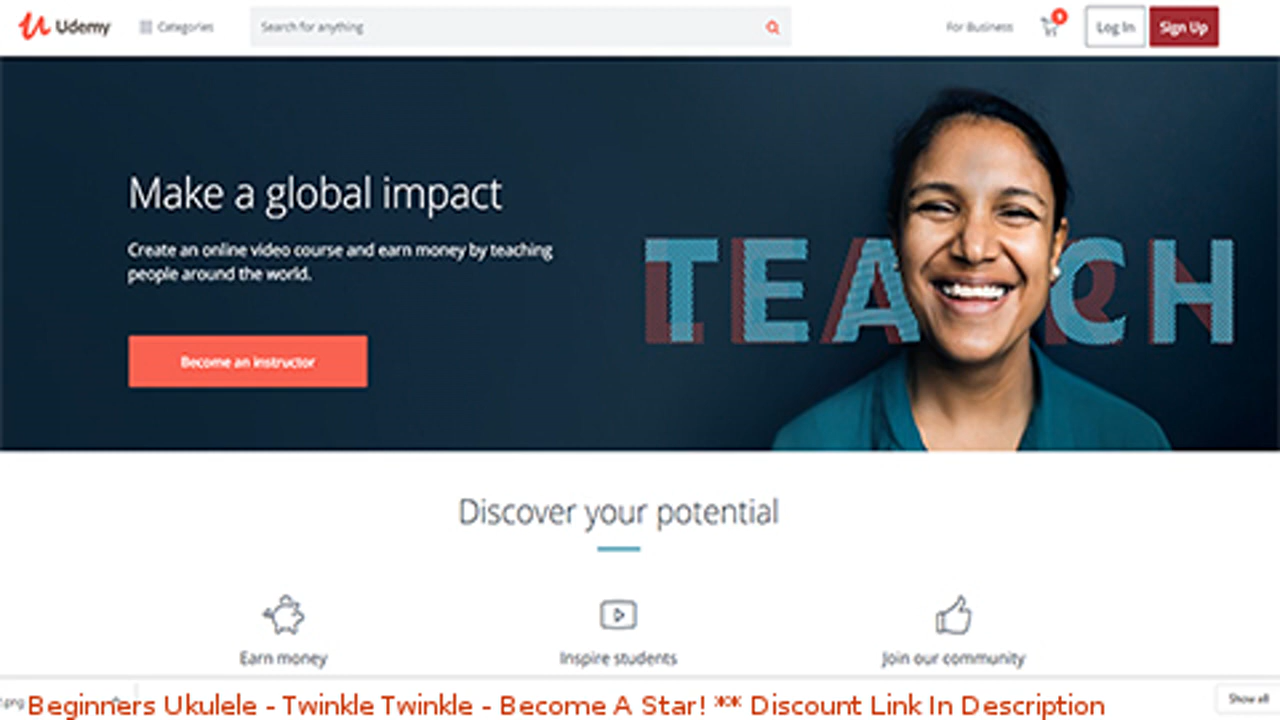 Udemy Categories Search for anything For Business Log In Sign Up
Make a global impact
Create an online video course and earn money by teaching
people around the world.
TEACH
Become an instructor
Discover your potential
Earn money Inspire students Join our community
Beginners Ukulele - Twinkle Twinkle - Become A Star! *** Discount Link In Description
Show all